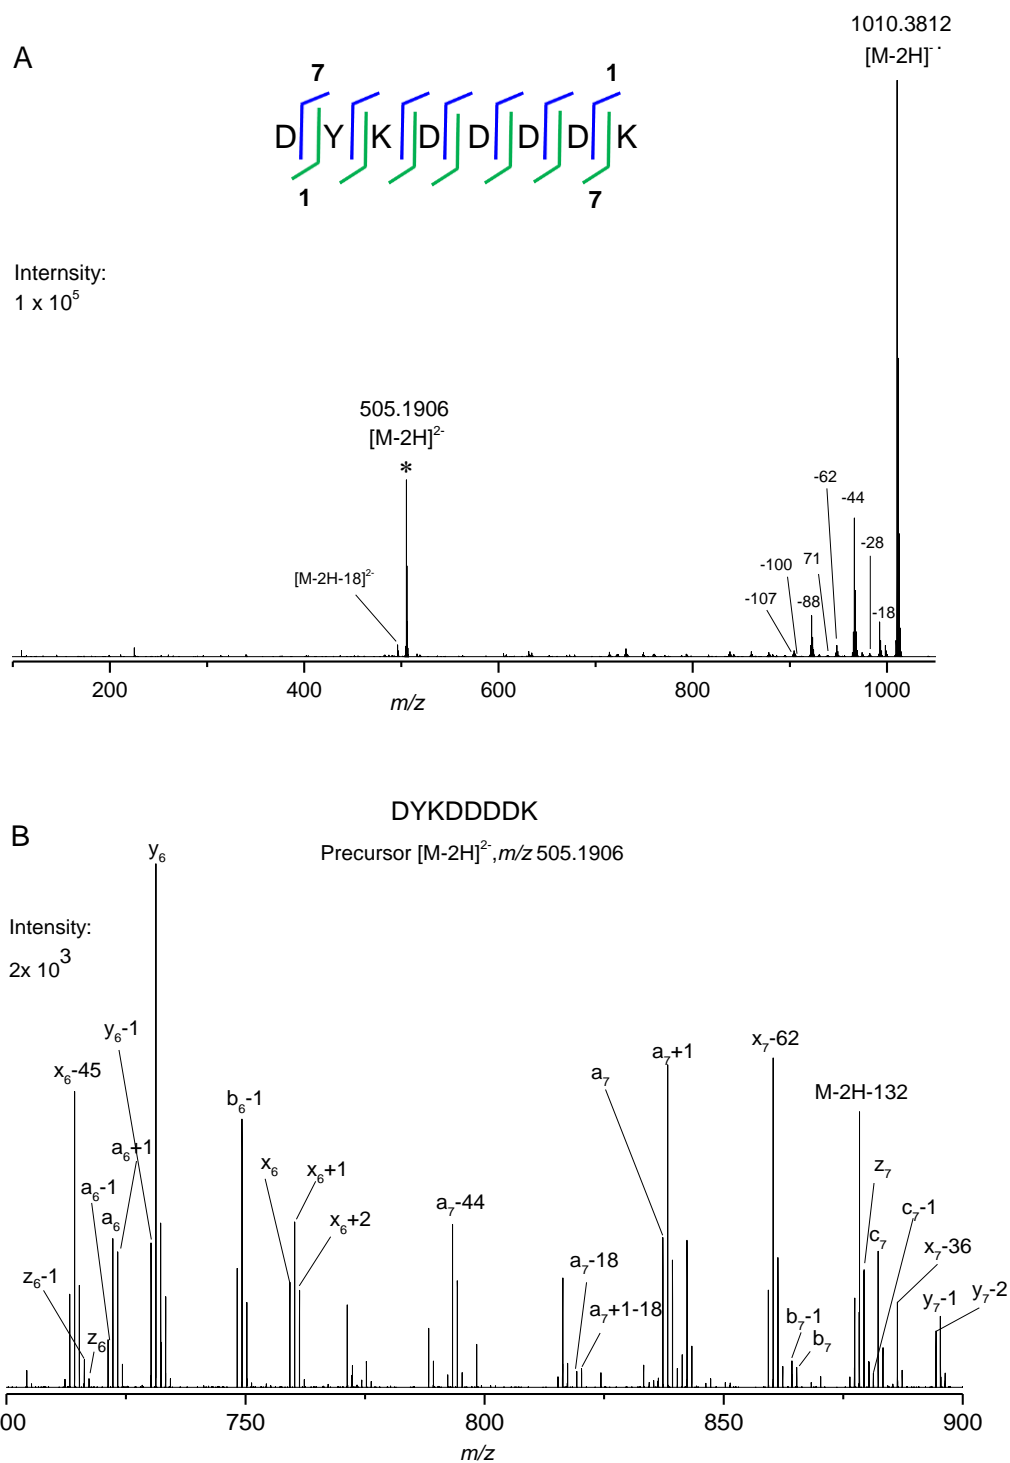 A
1010.3812
[M-2H]⁻˙
7
1
D Y K D D D D K
1
7
Internsity:
1 x 10⁵
505.1906
[M-2H]²⁻
*
[M-2H-18]²⁻
-107
-100
71
-62
-88
-44
-28
-18
200
400
600
800
1000
m/z
DYKDDDDK
B
Precursor [M-2H]²⁻,m/z 505.1906
Intensity:
2x 10³
y₆
y₆-1
x₆-45
a₆+1
a₆-1
a₆
z₆-1
z₆
b₆-1
x₆
x₆+1
x₆+2
a₇-44
a₇
a₇+1
a₇-18
a₇+1-18
x₇-62
b₇-1
b₇
M-2H-132
z₇
c₇-1
c₇
x₇-36
y₇-1
y₇-2
00
750
800
850
900
m/z